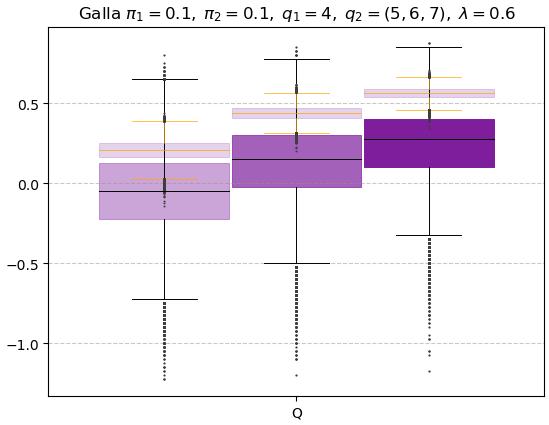 Galla π₁ = 0.1, π₂ = 0.1, q₁ = 4, q₂ = (5, 6, 7), λ = 0.6
0.5
0.0
−0.5
−1.0
Q